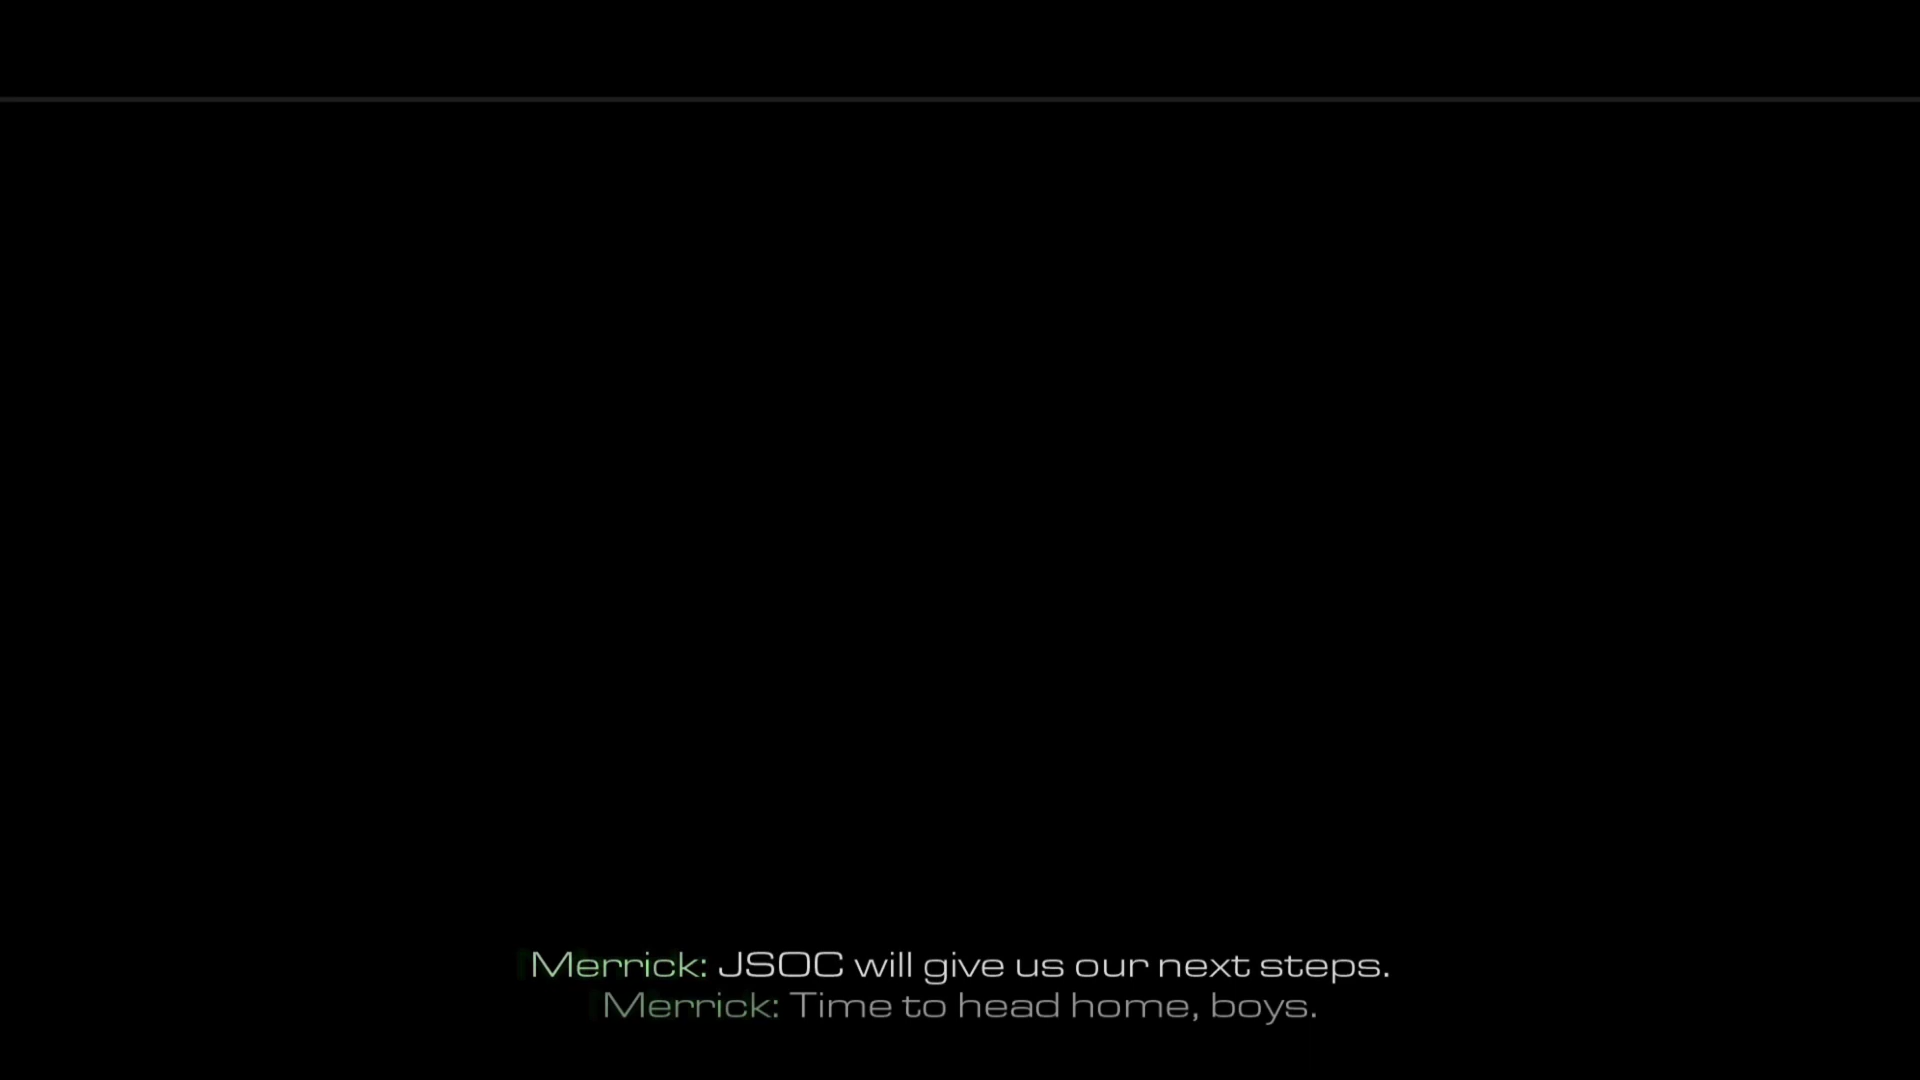 Merrick: JSOC will give us our next steps.
Merrick: Time to head home, boys.